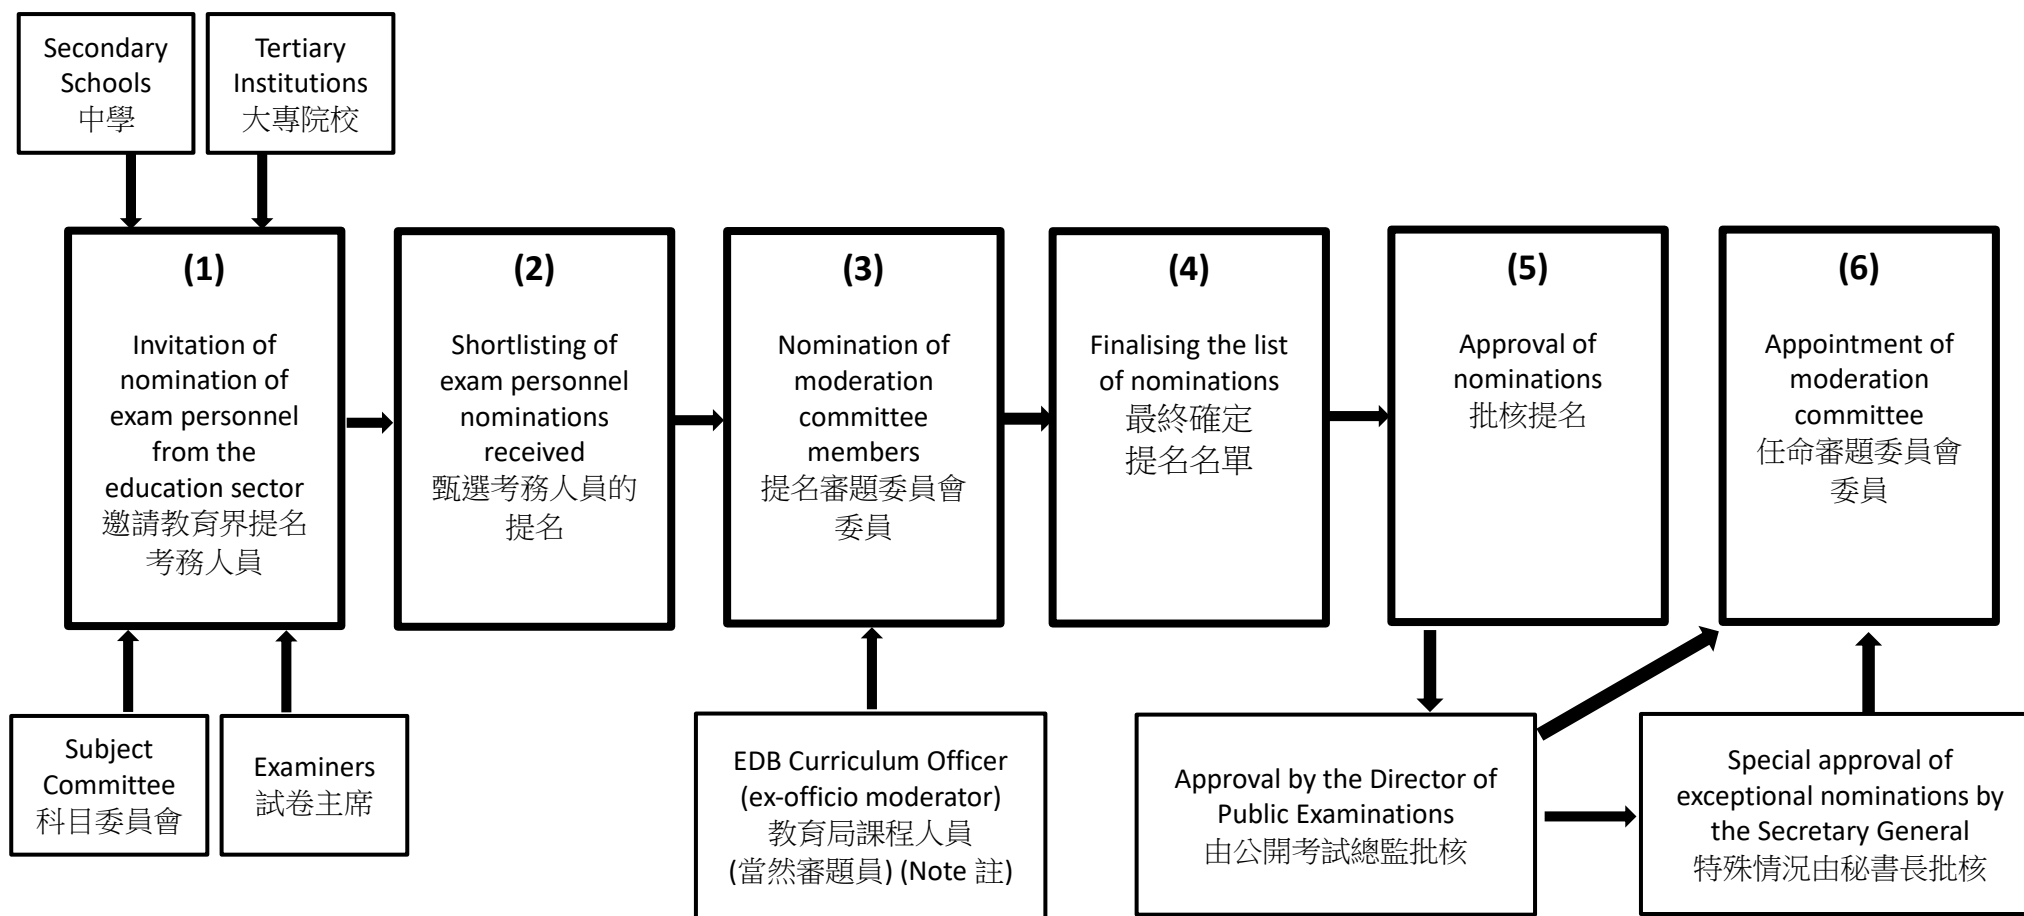 Secondary
Schools
中學
Tertiary
Institutions
大專院校
(1)
Invitation of
nomination of
exam personnel
from the
education sector
邀請教育界提名
考務人員
(2)
Shortlisting of
exam personnel
nominations
received
甄選考務人員的
提名
(3)
Nomination of
moderation
committee
members
提名審題委員會
委員
(4)
Finalising the list
of nominations
最終確定
提名名單
(5)
Approval of
nominations
批核提名
(6)
Appointment of
moderation
committee
任命審題委員會
委員
Subject
Committee
科目委員會
Examiners
試卷主席
EDB Curriculum Officer
(ex-officio moderator)
教育局課程人員
(當然審題員) (Note 註)
Approval by the Director of
Public Examinations
由公開考試總監批核
Special approval of
exceptional nominations by
the Secretary General
特殊情況由秘書長批核